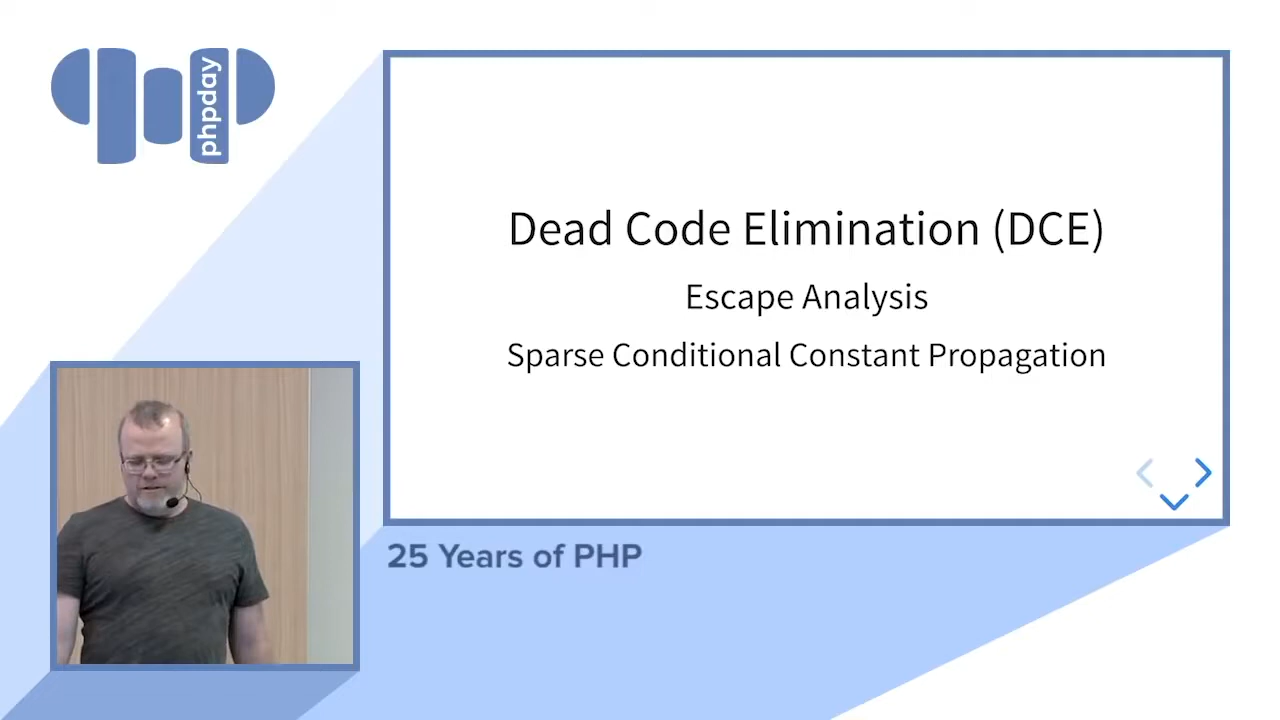 phpday
Dead Code Elimination (DCE)
Escape Analysis
Sparse Conditional Constant Propagation
25 Years of PHP